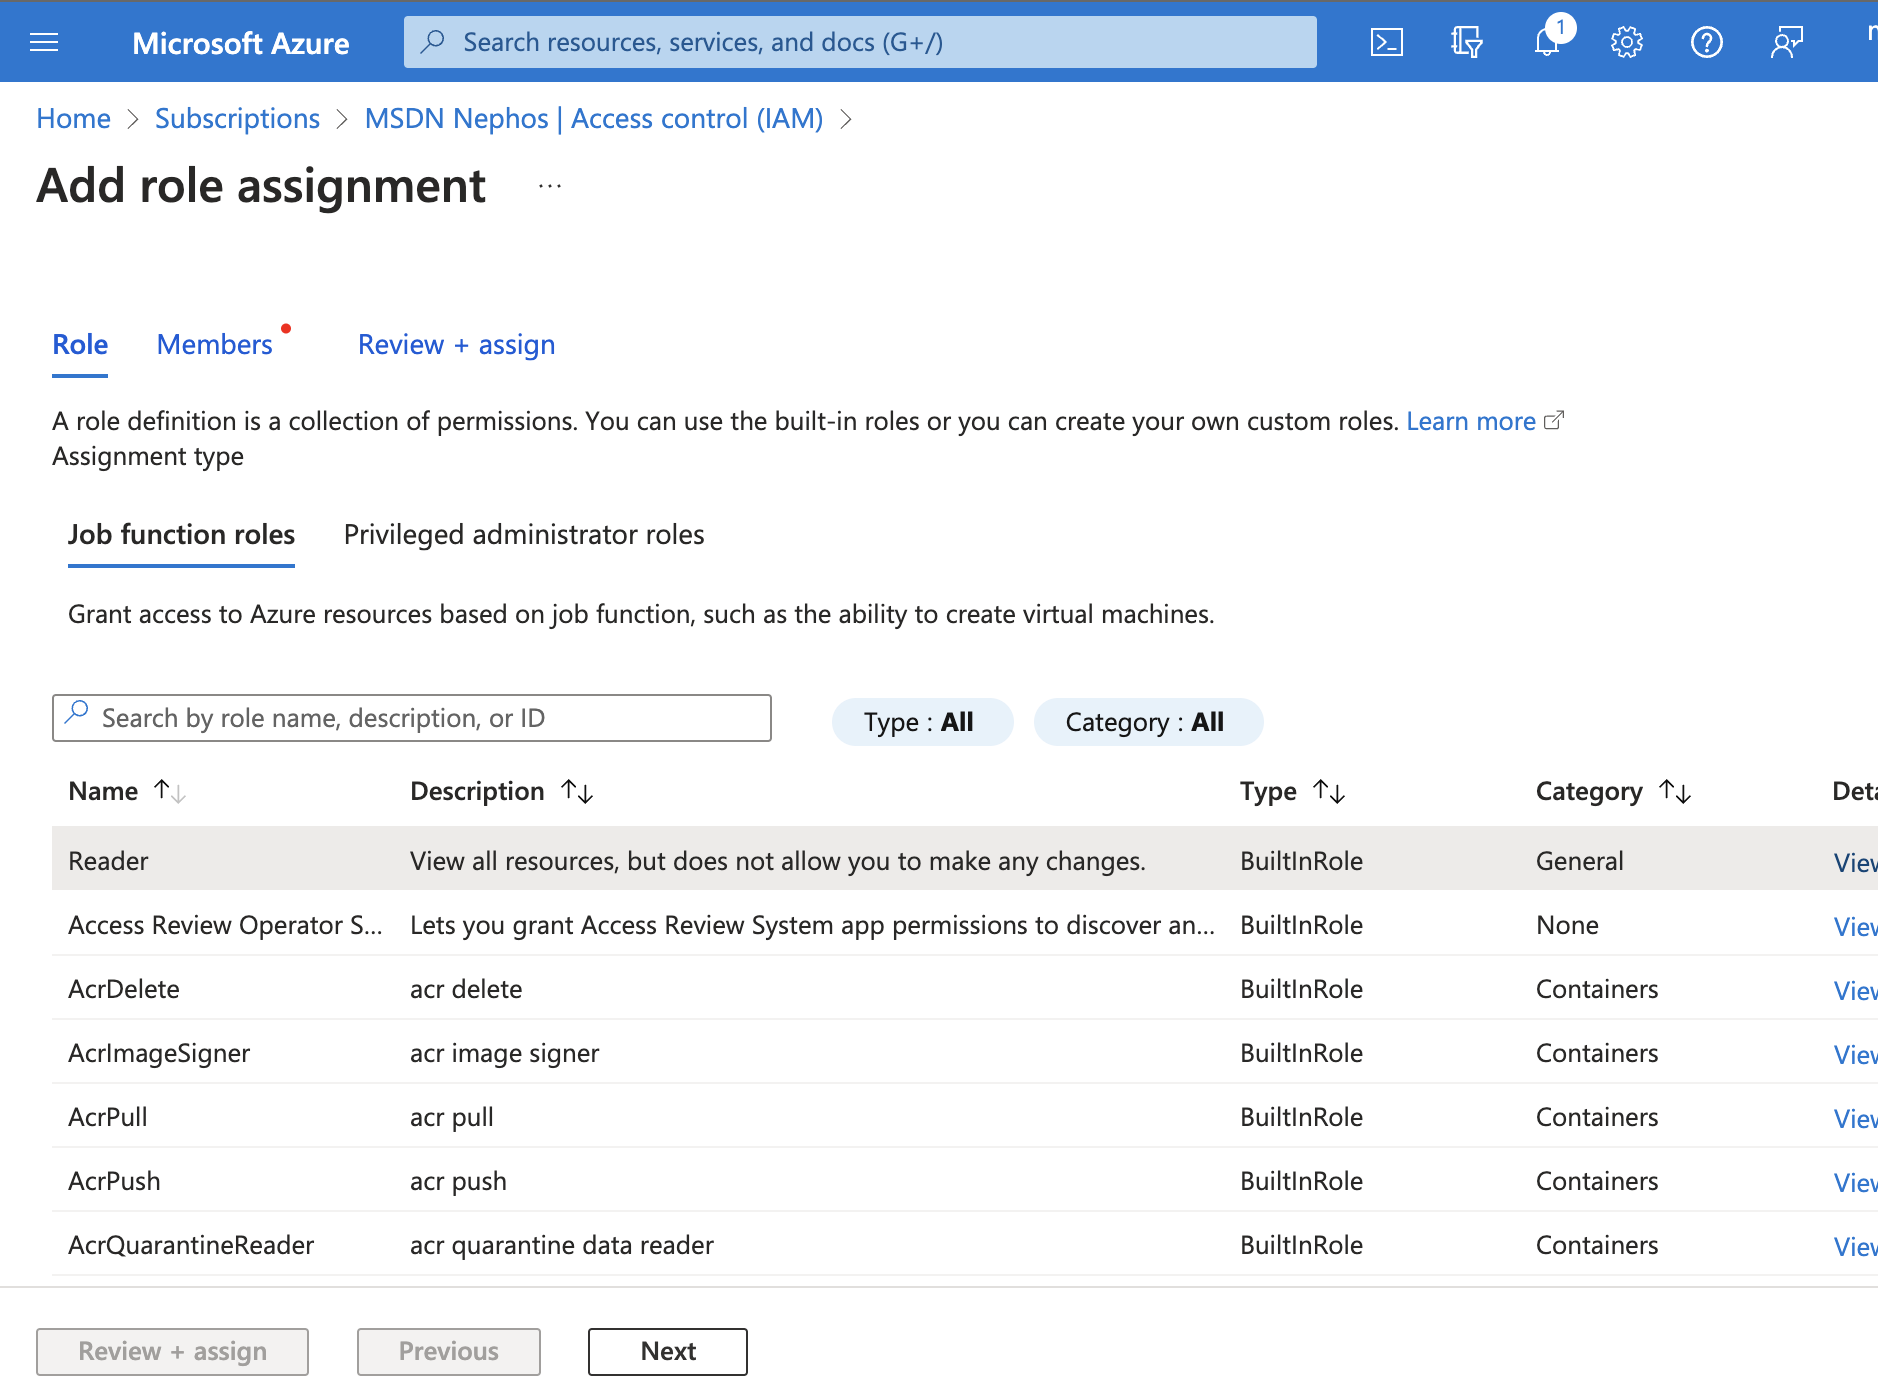 Microsoft Azure
Search resources, services, and docs (G+/)
1
Home > Subscriptions > MSDN Nephos | Access control (IAM) >
Add role assignment ...
Role Members Review + assign
A role definition is a collection of permissions. You can use the built-in roles or you can create your own custom roles. Learn more
Assignment type
Job function roles Privileged administrator roles
Grant access to Azure resources based on job function, such as the ability to create virtual machines.
Search by role name, description, or ID Type : All Category : All
Name ↑↓ Description ↑↓ Type ↑↓ Category ↑↓ Deta
Reader View all resources, but does not allow you to make any changes. BuiltInRole General View
Access Review Operator S... Lets you grant Access Review System app permissions to discover an... BuiltInRole None View
AcrDelete acr delete BuiltInRole Containers View
AcrImageSigner acr image signer BuiltInRole Containers View
AcrPull acr pull BuiltInRole Containers View
AcrPush acr push BuiltInRole Containers View
AcrQuarantineReader acr quarantine data reader BuiltInRole Containers View
Review + assign Previous Next